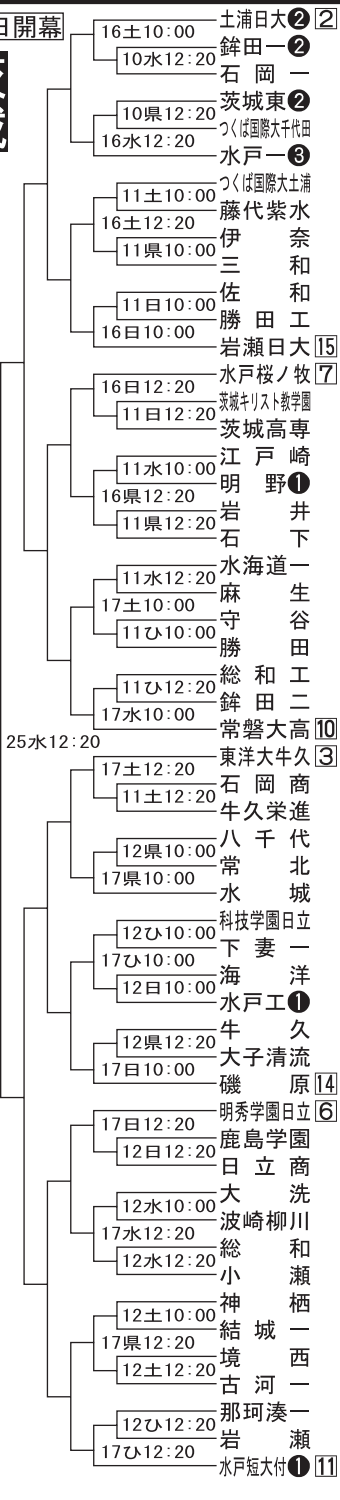 日開幕
土浦日大❷ 2
16土10:00
鉾田一❷
10水12:20
石岡一
茨城東❷
10県12:20
つくば国際大千代田
16水12:20
水戸一❸
つくば国際大土浦
11土10:00
藤代紫水
16土12:20
伊奈
11県10:00
三和
佐和
11日10:00
勝田工
16日10:00
岩瀬日大 15
水戸桜ノ牧 7
16日12:20
茨城キリスト教学園
11日12:20
茨城高専
江戸崎
11水10:00
明野❶
16県12:20
岩井
11県12:20
石下
水海道一
11水12:20
麻生
17土10:00
守谷
11ひ10:00
勝田
総和工
11ひ12:20
鉾田二
17水10:00
常磐大高 10
25水12:20
東洋大牛久 3
17土12:20
石岡商
11土12:20
牛久栄進
八千代
12県10:00
常北
17県10:00
水城
科技学園日立
12ひ10:00
下妻一
17ひ10:00
海洋
12日10:00
水戸工❶
牛久
12県12:20
大子清流
17日10:00
磯原 14
明秀学園日立 6
17日12:20
鹿島学園
12日12:20
日立商
大洗
12水10:00
波崎柳川
17水12:20
総和
12水12:20
小瀬
神栖
12土10:00
結城一
17県12:20
境西
12土12:20
古河一
那珂湊一
12ひ12:20
岩瀬
17ひ12:20
水戸短大付❶ 11